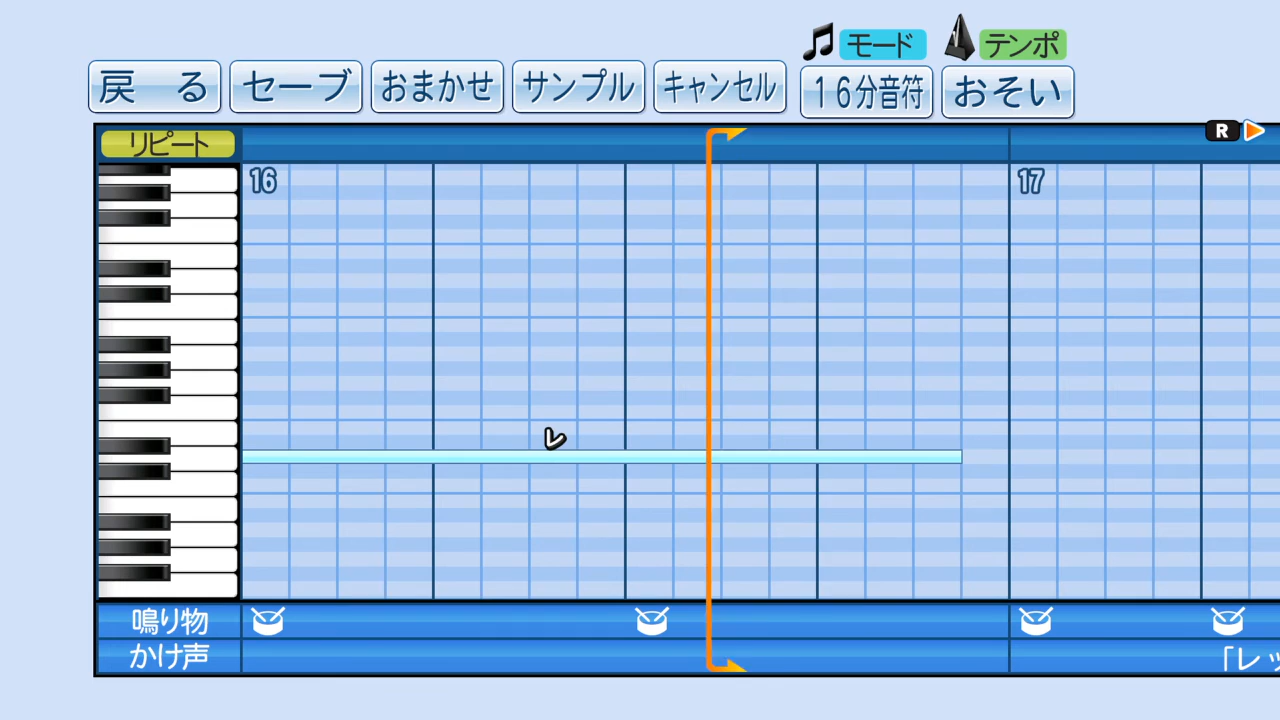 モード テンポ
戻る セーブ おまかせ サンプル キャンセル 16分音符 おそい
リピート R
16 17
鳴り物
かけ声 「レッ